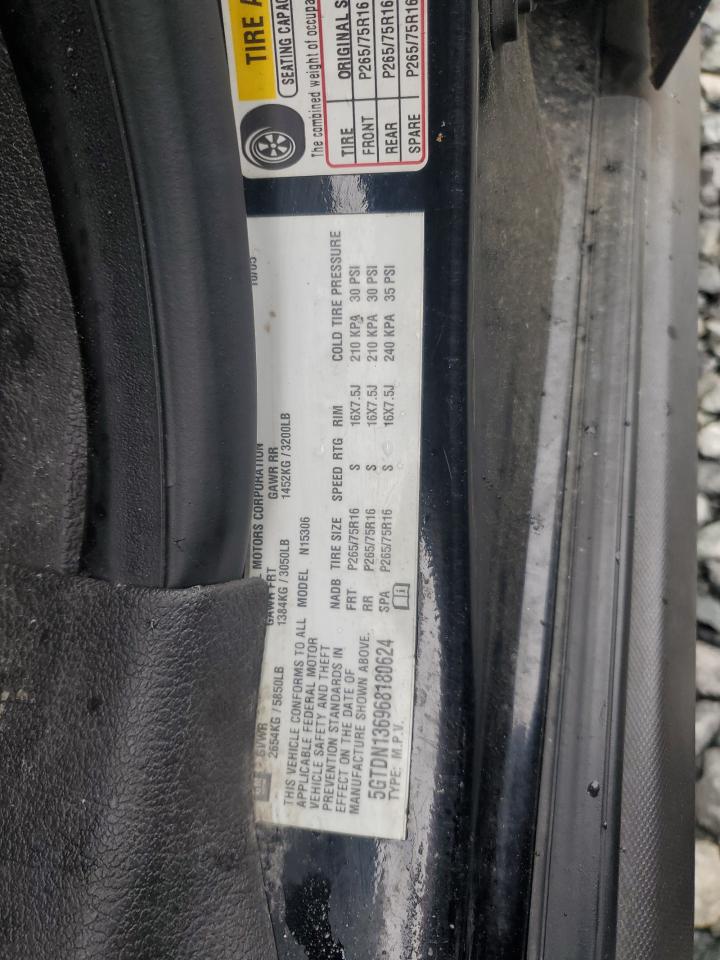 TIRE A
SEATING CAPAC
The combined weight of occupa
TIRE ORIGINAL S
FRONT P265/75R16
REAR P265/75R16
SPARE P265/75R16
MOTORS CORPORATION 10/05
GVWR GAWR FRT GAWR RR
2654KG / 5850LB 1384KG / 3050LB 1452KG / 3200LB
THIS VEHICLE CONFORMS TO ALL MODEL N15306
APPLICABLE FEDERAL MOTOR
VEHICLE SAFETY AND THEFT
PREVENTION STANDARDS IN
EFFECT ON THE DATE OF
MANUFACTURE SHOWN ABOVE.
5GTDN136968180624
TYPE: M.P.V.
NADB TIRE SIZE SPEED RTG RIM COLD TIRE PRESSURE
FRT P265/75R16 S 16X7.5J 210 KPA 30 PSI
RR P265/75R16 S 16X7.5J 210 KPA 30 PSI
SPA P265/75R16 S 16X7.5J 240 KPA 35 PSI